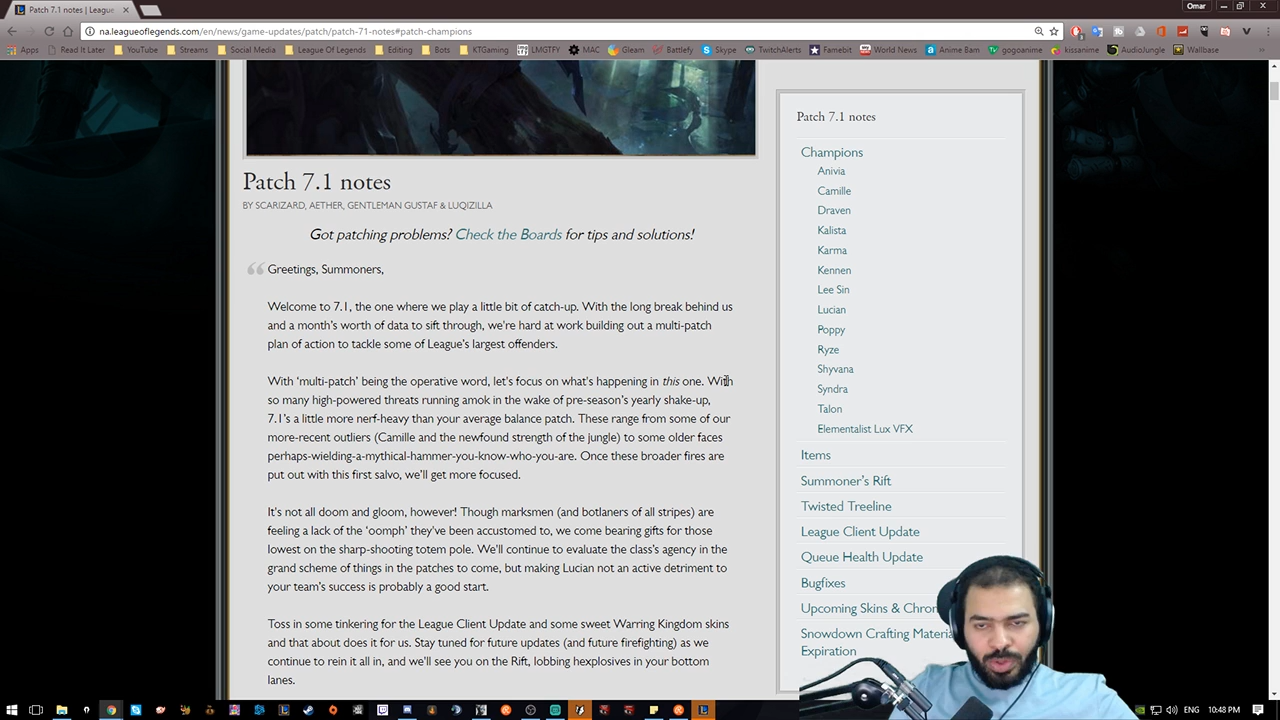 Patch 7.1 notes | League
Omar
na.leagueoflegends.com/en/news/game-updates/patch/patch-71-notes#patch-champions
Apps Read It Later YouTube Streams Social Media League Of Legends Editing Bots KTGaming LMGTFY MAC Gleam Battlefy Skype TwitchAlerts Famebit World News Anime Bam gogoanime kissanime AudioJungle Wallbase
Patch 7.1 notes
BY SCARIZARD, AETHER, GENTLEMAN GUSTAF & LUQIZILLA
Got patching problems? Check the Boards for tips and solutions!
Greetings, Summoners,
Welcome to 7.1, the one where we play a little bit of catch-up. With the long break behind us
and a month's worth of data to sift through, we're hard at work building out a multi-patch
plan of action to tackle some of League's largest offenders.
With ‘multi-patch’ being the operative word, let's focus on what's happening in this one. With
so many high-powered threats running amok in the wake of pre-season's yearly shake-up,
7.1's a little more nerf-heavy than your average balance patch. These range from some of our
more-recent outliers (Camille and the newfound strength of the jungle) to some older faces
perhaps-wielding-a-mythical-hammer-you-know-who-you-are. Once these broader fires are
put out with this first salvo, we'll get more focused.
It's not all doom and gloom, however! Though marksmen (and botlaners of all stripes) are
feeling a lack of the ‘oomph’ they've been accustomed to, we come bearing gifts for those
lowest on the sharp-shooting totem pole. We'll continue to evaluate the class's agency in the
grand scheme of things in the patches to come, but making Lucian not an active detriment to
your team's success is probably a good start.
Toss in some tinkering for the League Client Update and some sweet Warring Kingdom skins
and that about does it for us. Stay tuned for future updates (and future firefighting) as we
continue to rein it all in, and we'll see you on the Rift, lobbing hexplosives in your bottom
lanes.
Patch 7.1 notes
Champions
Anivia
Camille
Draven
Kalista
Karma
Kennen
Lee Sin
Lucian
Poppy
Ryze
Shyvana
Syndra
Talon
Elementalist Lux VFX
Items
Summoner's Rift
Twisted Treeline
League Client Update
Queue Health Update
Bugfixes
Upcoming Skins & Chrom
Snowdown Crafting Materia
Expiration
ENG 10:48 PM